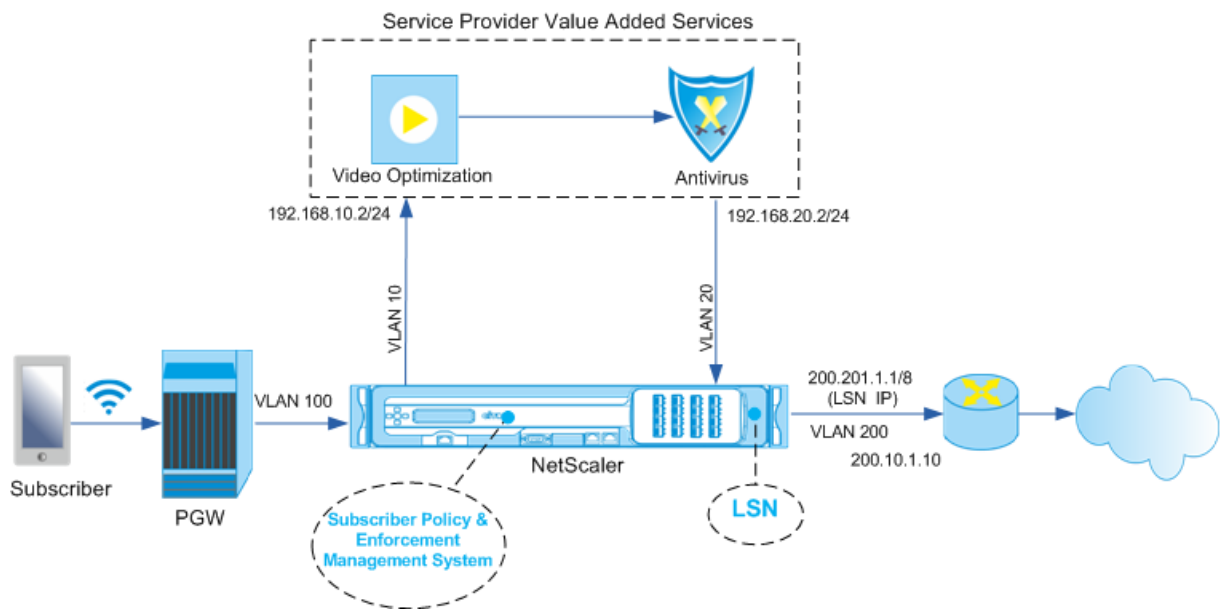 Service Provider Value Added Services
Video Optimization
Antivirus
192.168.10.2/24
192.168.20.2/24
VLAN 10
VLAN 20
Subscriber
PGW
VLAN 100
NetScaler
200.201.1.1/8
(LSN IP)
VLAN 200
200.10.1.10
Subscriber Policy &
Enforcement
Management System
LSN